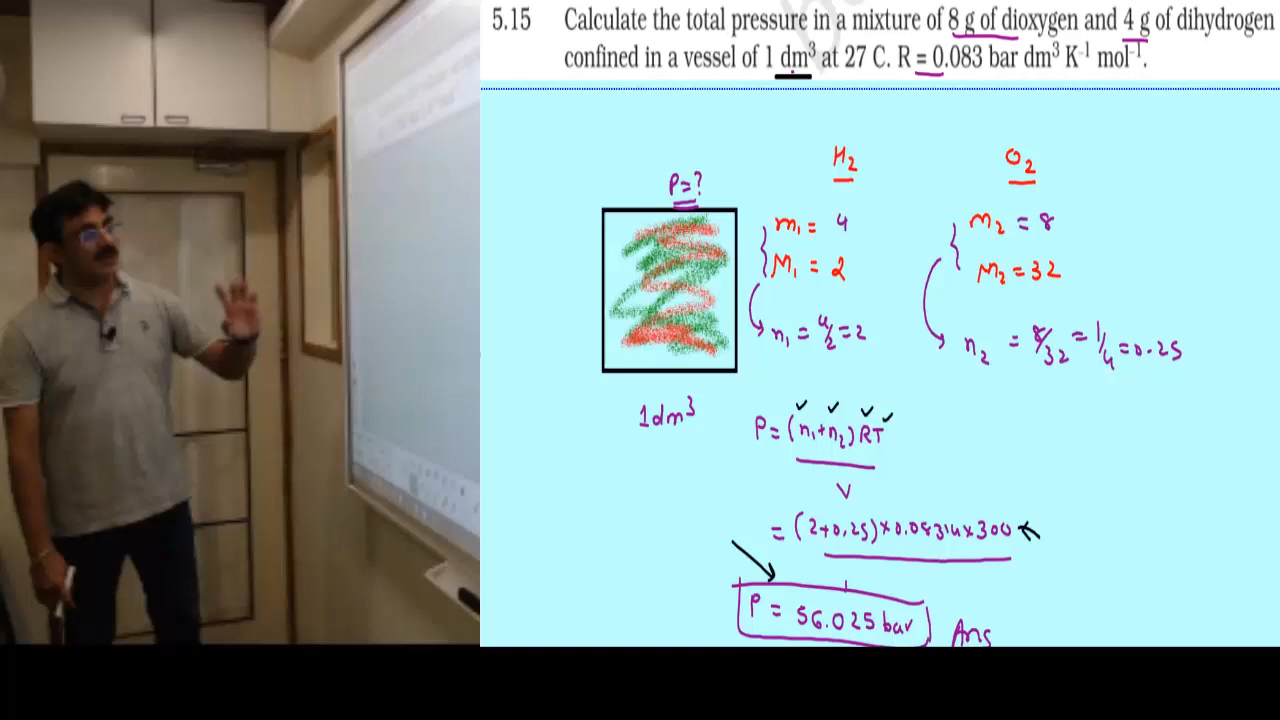 5.15 Calculate the total pressure in a mixture of 8 g of dioxygen and 4 g of dihydrogen
confined in a vessel of 1 dm³ at 27 C. R = 0.083 bar dm³ K⁻¹ mol⁻¹.
H₂
O₂
P=?
m₁ = 4
M₁ = 2
n₁ = 4/2 = 2
m₂ = 8
M₂ = 32
n₂ = 8/32 = 1/4 = 0.25
1dm³
P = (n₁+n₂)RT
V
= (2+0.25)×0.08314×300 K
1
P = 56.025 bar
Ans